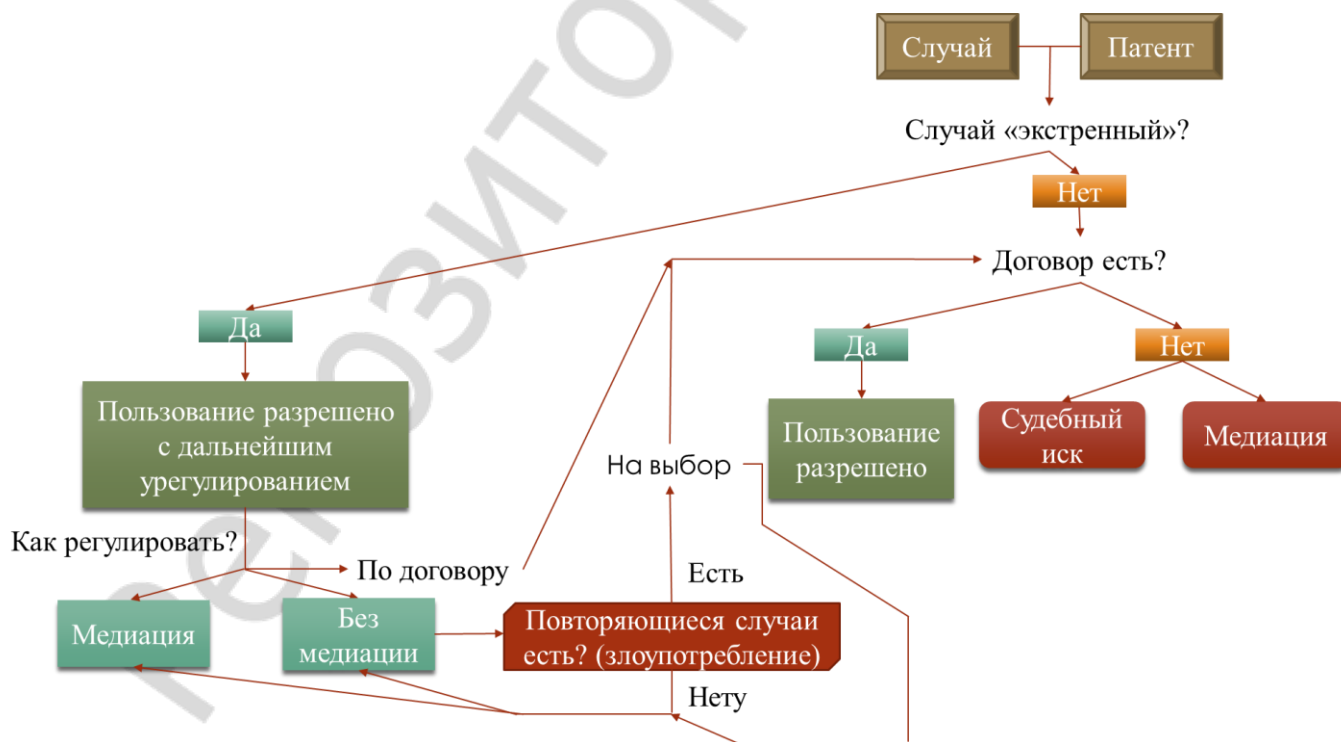 Случай
Патент
Случай «экстренный»?
Нет
Договор есть?
Да
Да
Нет
Пользование разрешено
с дальнейшим
урегулированием
Пользование
разрешено
Судебный
иск
Медиация
На выбор
Как регулировать?
По договору
Есть
Медиация
Без
медиации
Повторяющиеся случаи
есть? (злоупотребление)
Нету